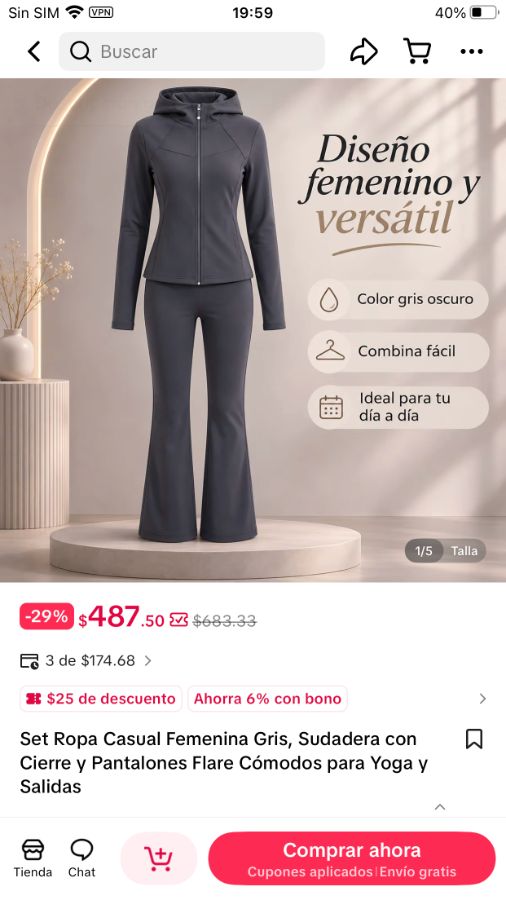 Sin SIM VPN 19:59 40%
Buscar
Diseño
femenino y
versátil
Color gris oscuro
Combina fácil
Ideal para tu
día a día
1/5 Talla
-29% $487.50 $683.33
3 de $174.68
$25 de descuento Ahorra 6% con bono
Set Ropa Casual Femenina Gris, Sudadera con
Cierre y Pantalones Flare Cómodos para Yoga y
Salidas
Tienda Chat
Comprar ahora
Cupones aplicados | Envío gratis